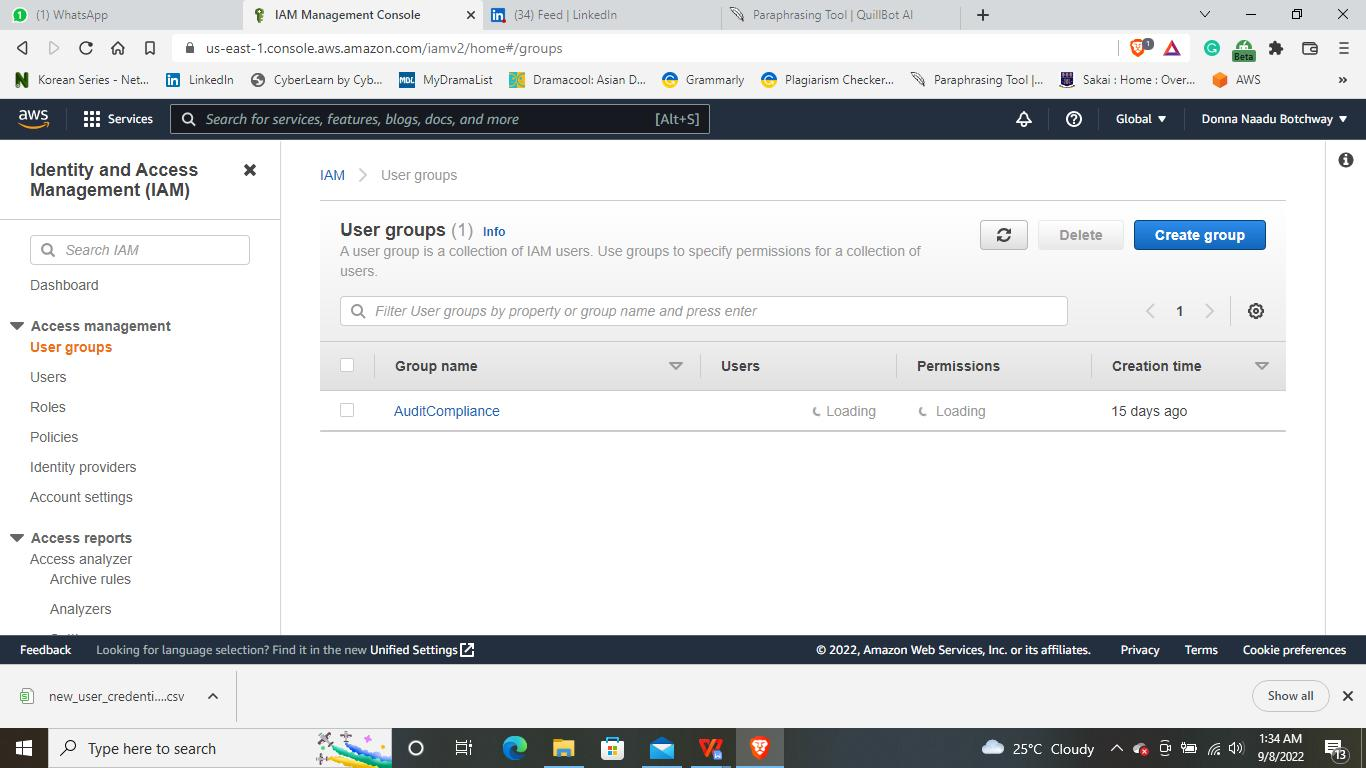 (1) WhatsApp
IAM Management Console
(34) Feed | LinkedIn
Paraphrasing Tool | QuillBot AI
us-east-1.console.aws.amazon.com/iamv2/home#/groups
1
Beta
Korean Series - Net...
LinkedIn
CyberLearn by Cyb...
MyDramaList
Dramacool: Asian D...
Grammarly
Plagiarism Checker...
Paraphrasing Tool |...
Sakai : Home : Over...
AWS
aws
Services
Search for services, features, blogs, docs, and more
[Alt+S]
Global
Donna Naadu Botchway
Identity and Access
Management (IAM)
Search IAM
Dashboard
Access management
User groups
Users
Roles
Policies
Identity providers
Account settings
Access reports
Access analyzer
Archive rules
Analyzers
IAM
User groups
User groups (1) Info
A user group is a collection of IAM users. Use groups to specify permissions for a collection of
users.
Delete
Create group
Filter User groups by property or group name and press enter
1
Group name
Users
Permissions
Creation time
AuditCompliance
Loading
Loading
15 days ago
Feedback
Looking for language selection? Find it in the new Unified Settings
© 2022, Amazon Web Services, Inc. or its affiliates.
Privacy
Terms
Cookie preferences
new_user_credenti....csv
Show all
Type here to search
25°C Cloudy
1:34 AM
9/8/2022
13